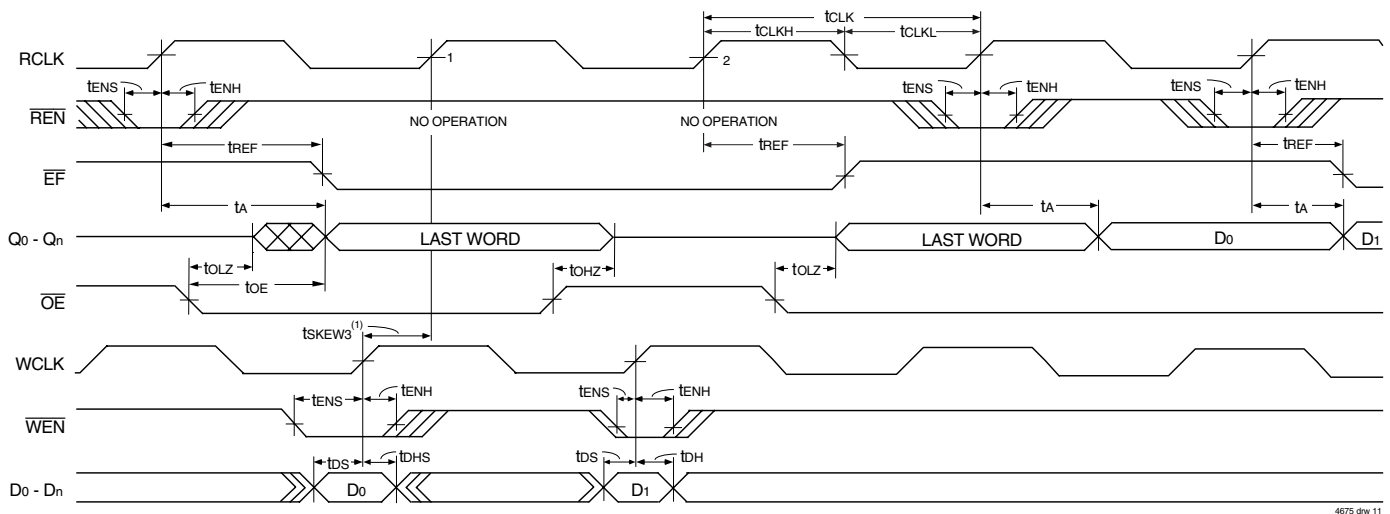 tCLK
tCLKH tCLKL
RCLK 1 2
tENS tENH tENS tENH tENS tENH
REN
NO OPERATION NO OPERATION
tREF tREF tREF
EF
tA tA tA
Q0 - Qn LAST WORD LAST WORD D0 D1
tOLZ tOHZ tOLZ
tOE
OE
tSKEW3(1)
WCLK
tENS tENH tENS tENH
WEN
tDS tDHS tDS tDH
D0 - Dn D0 D1
4675 drw 11